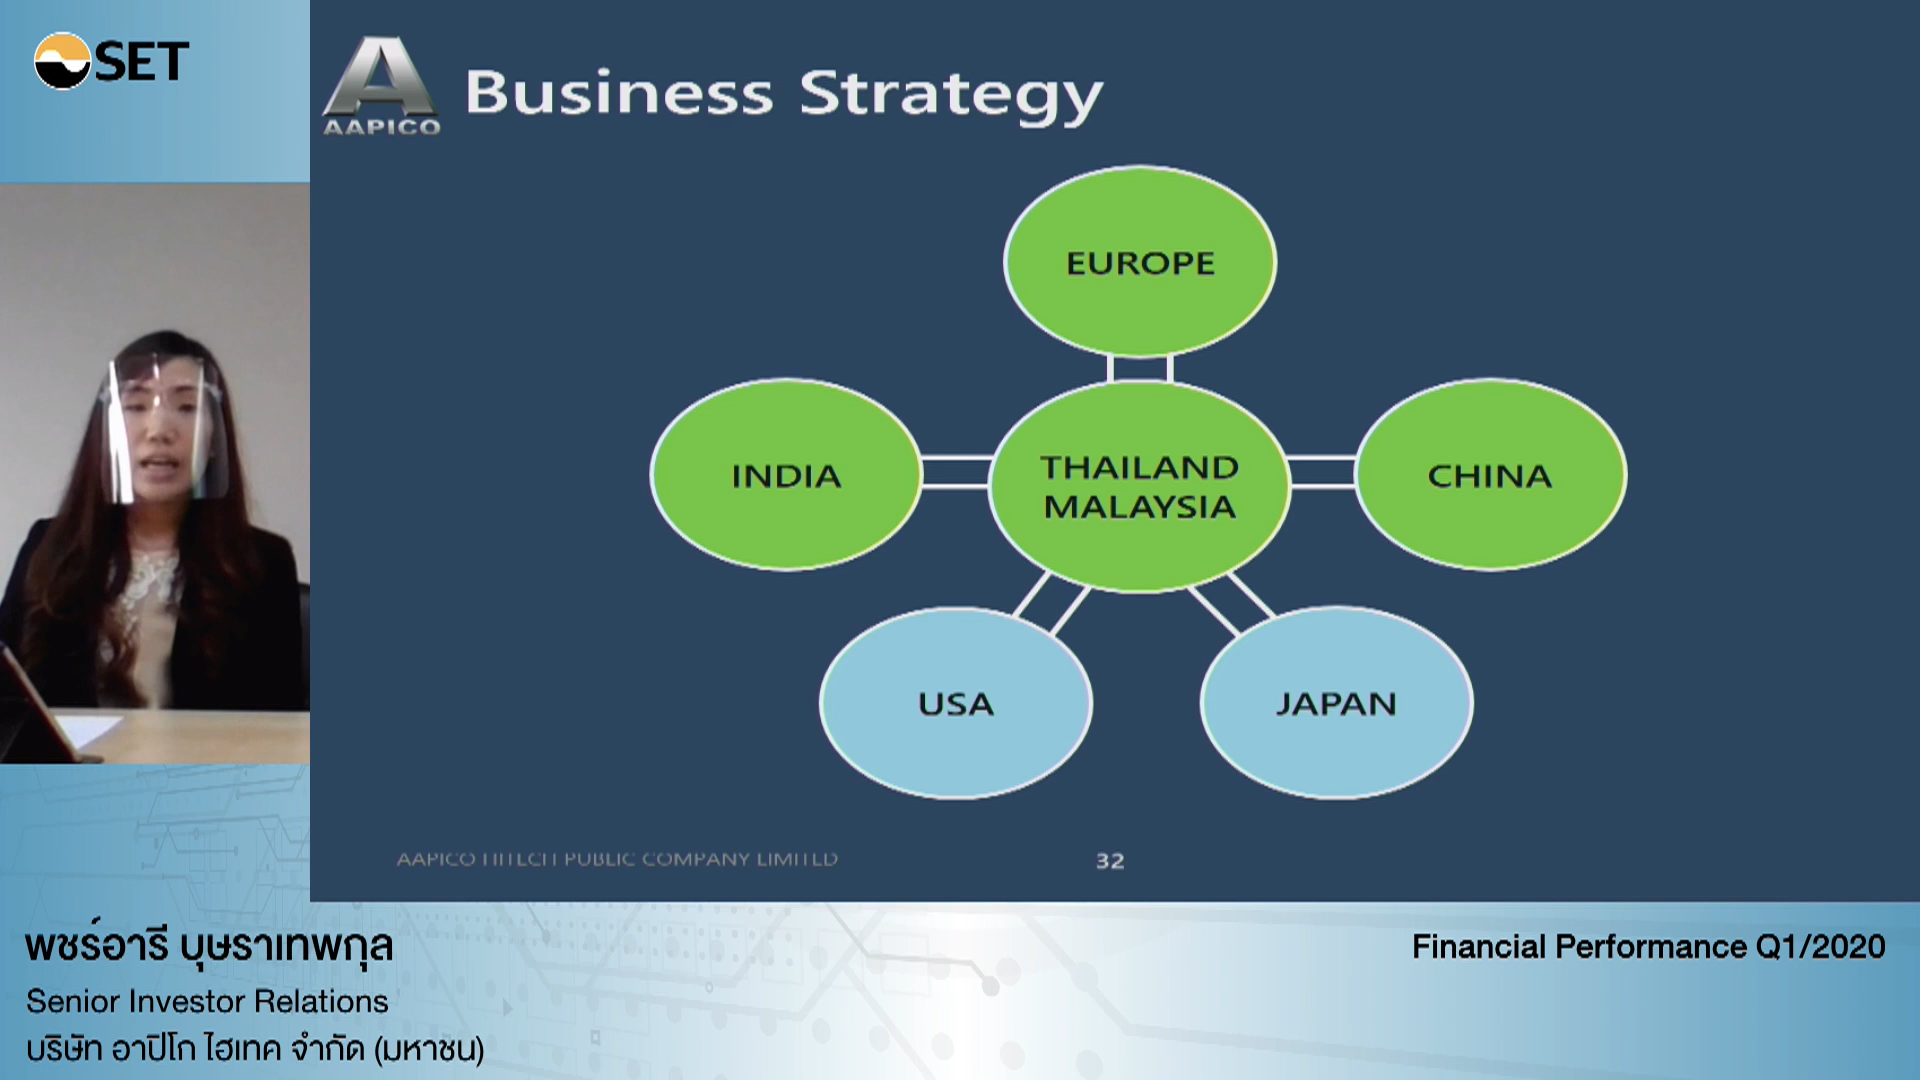 SET
AAPICO
Business Strategy
EUROPE
INDIA
THAILAND
MALAYSIA
CHINA
USA
JAPAN
AAPICO HITECH PUBLIC COMPANY LIMITED
32
พชร์อารี บุษราเทพกุล
Senior Investor Relations
บริษัท อาปิโก ไฮเทค จำกัด (มหาชน)
Financial Performance Q1/2020